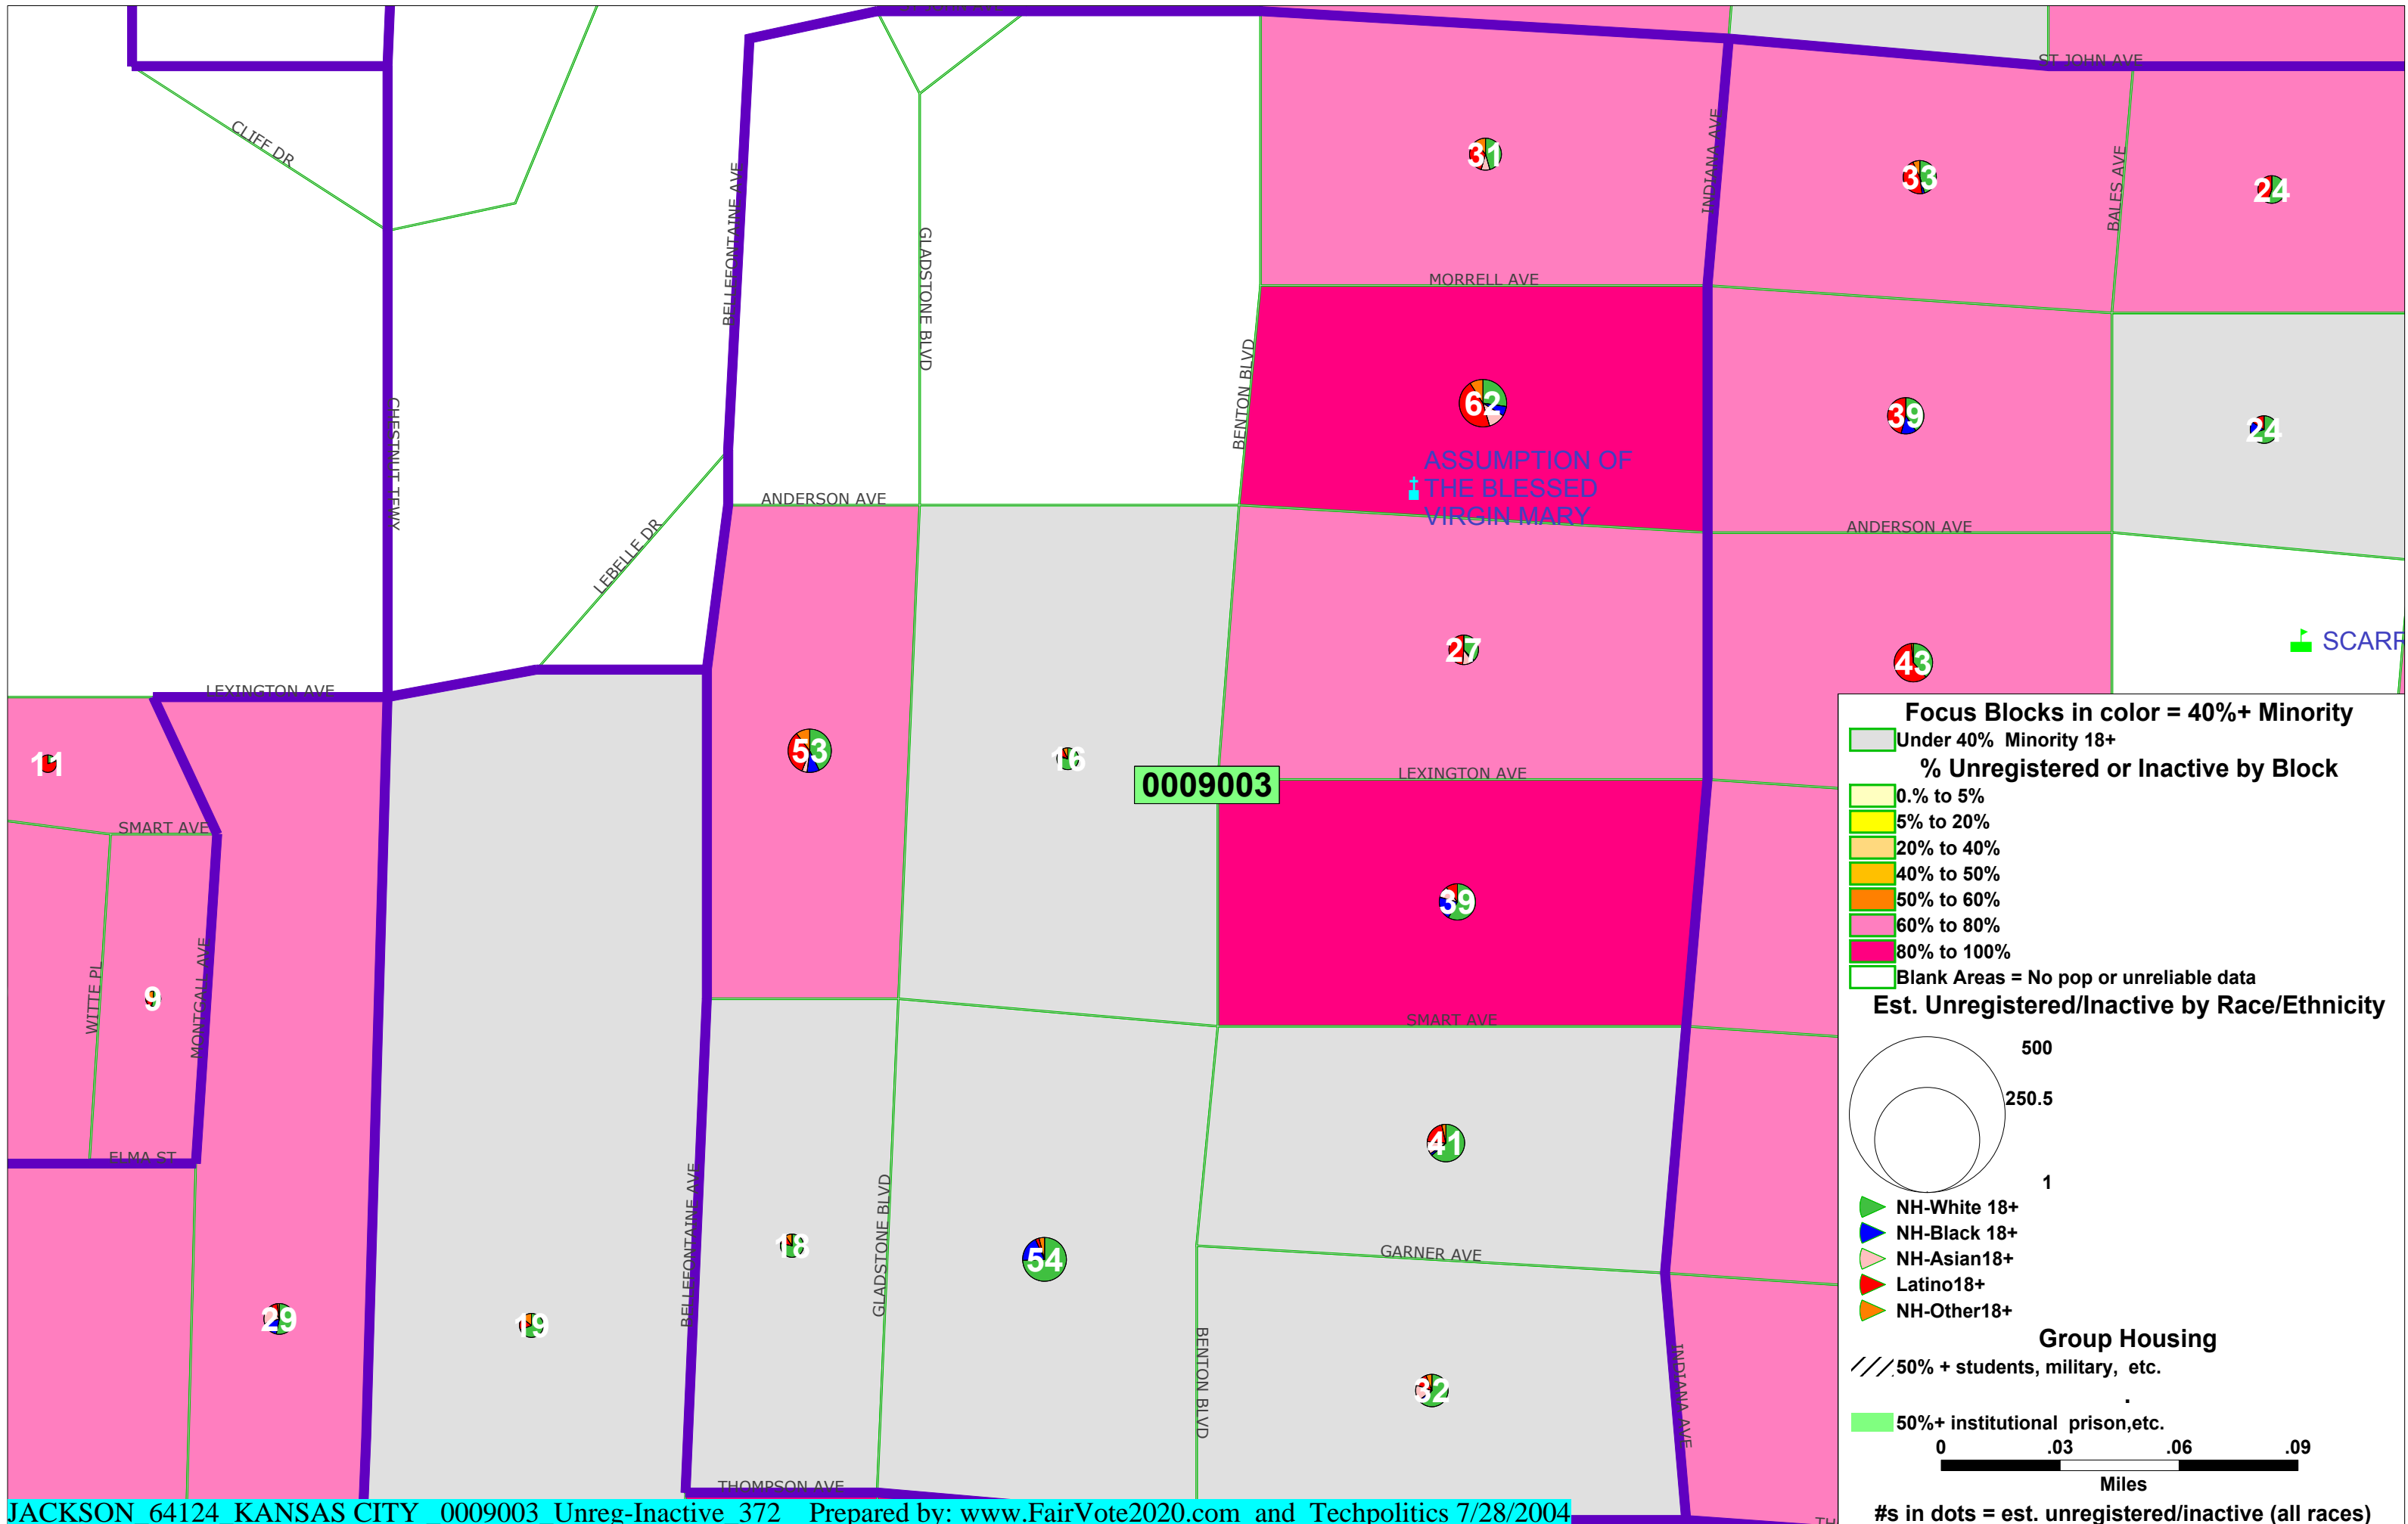 ST JOHN AVE
CLIFF DR
BELLEFONTAINE AVE
GLADSTONE BLVD
31
INDIANA AVE
33
BALES AVE
24
MORRELL AVE
CHESTNUT TFWY
BENTON BLVD
62
39
24
ASSUMPTION OF
THE BLESSED
VIRGIN MARY
ANDERSON AVE
ANDERSON AVE
LEBELLE DR
27
43
SCARR
LEXINGTON AVE
11
53
16
0009003
LEXINGTON AVE
SMART AVE
39
WITTE PL
9
MONTGALL AVE
SMART AVE
ELMA ST
41
BELLEFONTAINE AVE
18
GLADSTONE BLVD
54
GARNER AVE
29
19
BENTON BLVD
32
INDIANA AVE
THOMPSON AVE
TH
Focus Blocks in color = 40%+ Minority
Under 40% Minority 18+
% Unregistered or Inactive by Block
0.% to 5%
5% to 20%
20% to 40%
40% to 50%
50% to 60%
60% to 80%
80% to 100%
Blank Areas = No pop or unreliable data
Est. Unregistered/Inactive by Race/Ethnicity
500
250.5
1
NH-White 18+
NH-Black 18+
NH-Asian18+
Latino18+
NH-Other18+
Group Housing
50% + students, military, etc.
.
50%+ institutional prison,etc.
0 .03 .06 .09
Miles
#s in dots = est. unregistered/inactive (all races)
JACKSON 64124 KANSAS CITY 0009003 Unreg-Inactive 372 Prepared by: www.FairVote2020.com and Techpolitics 7/28/2004